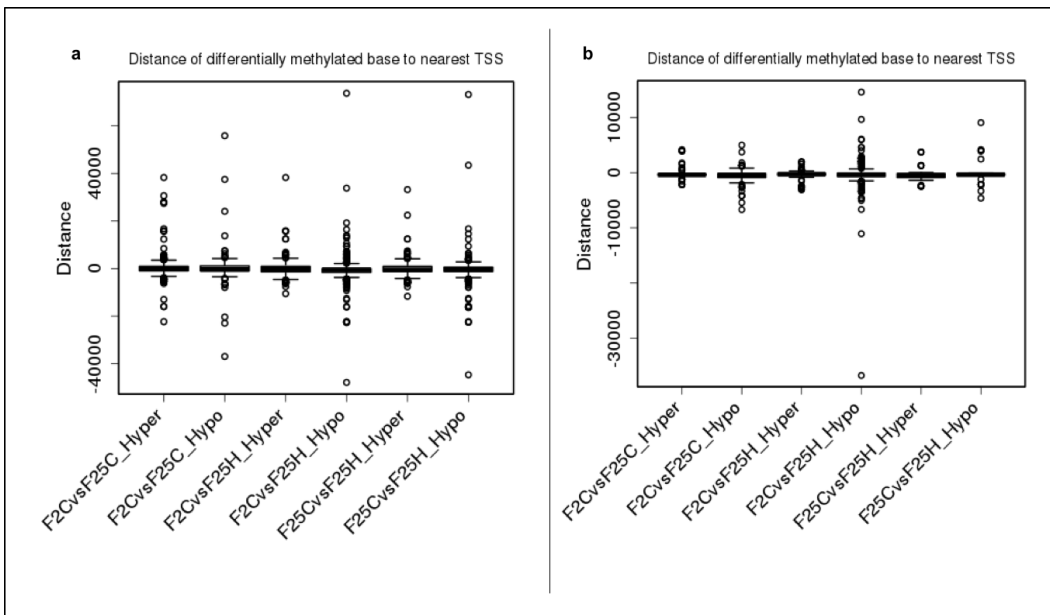 a
Distance of differentially methylated base to nearest TSS
Distance
40000
0
-40000
F2CvsF25C_Hyper
F2CvsF25C_Hypo
F2CvsF25H_Hyper
F2CvsF25H_Hypo
F25CvsF25H_Hyper
F25CvsF25H_Hypo
b
Distance of differentially methylated base to nearest TSS
Distance
10000
0
-10000
-30000
F2CvsF25C_Hyper
F2CvsF25C_Hypo
F2CvsF25H_Hyper
F2CvsF25H_Hypo
F25CvsF25H_Hyper
F25CvsF25H_Hypo